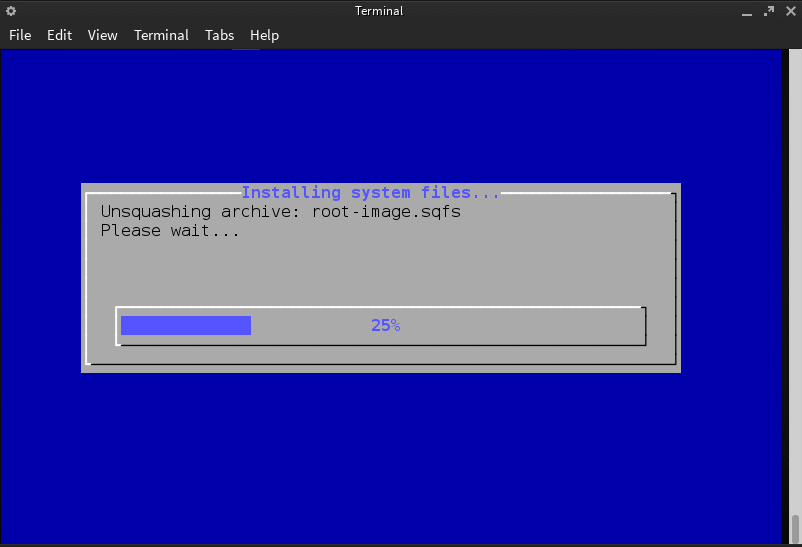 Terminal
File Edit View Terminal Tabs Help
Installing system files...
Unsquashing archive: root-image.sqfs
Please wait...
25%